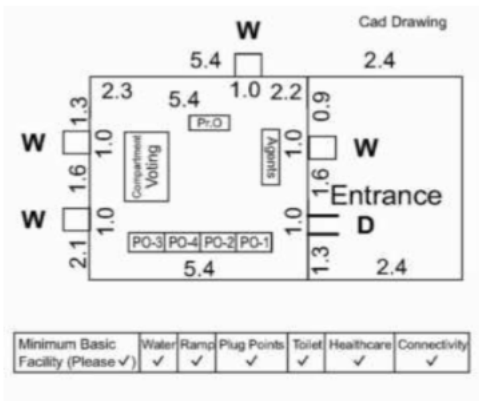 Cad Drawing
W
5.4 2.4
2.3 5.4 1.0 2.2
1.3 0.9
Pr.O
W 1.0 1.0 W
Compartment
Voting
Agents
1.6 1.6
Entrance
W 1.0 1.0 D
2.1 PO-3 PO-4 PO-2 PO-1 1.3
5.4 2.4
Minimum Basic Water Ramp Plug Points Toilet Healthcare Connectivity
Facility (Please ✓) ✓ ✓ ✓ ✓ ✓ ✓